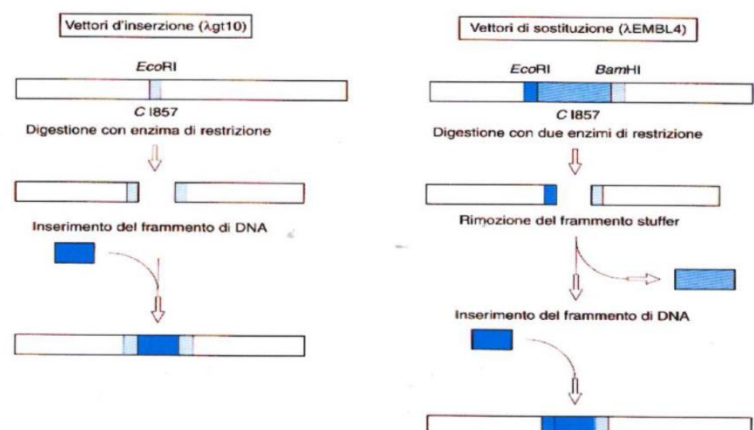 Vettori d'inserzione (λgt10)
EcoRI
C I857
Digestione con enzima di restrizione
Inserimento del frammento di DNA
Vettori di sostituzione (λEMBL4)
EcoRI BamHI
C I857
Digestione con due enzimi di restrizione
Rimozione del frammento stuffer
Inserimento del frammento di DNA